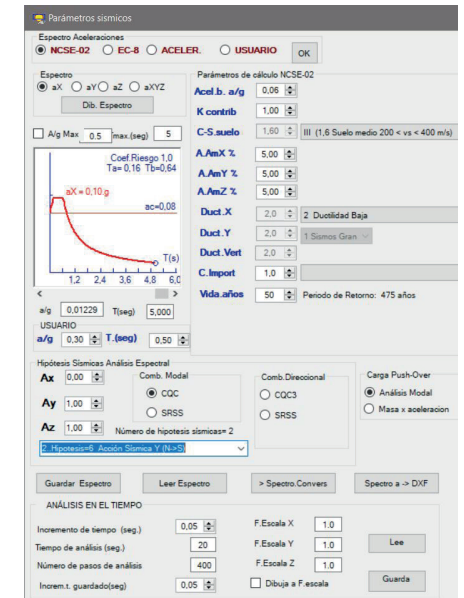 Parámetros sísmicos
Espectro Aceleraciones
NCSE-02 EC-8 ACELER. USUARIO OK
Espectro
aX aY aZ aXYZ
Dib. Espectro
A/g Max 0.5 max.(seg) 5
Coef.Riesgo 1,0
Ta= 0,16 Tb=0,64
aX = 0,10 g
ac=0,08
T(s)
1,2 2,4 3,6 4,8 6,0
a/g 0,01229 T(seg) 5,000
USUARIO
a/g 0,30 T.(seg) 0,50
Parámetros de cálculo NCSE-02
Acel.b. a/g 0,06
K contrib 1,00
C-S.suelo 1,60 III (1,6 Suelo medio 200 < vs < 400 m/s)
A.AmX % 5,00
A.AmY % 5,00
A.AmZ % 5,00
Duct.X 2,0 2 Ductilidad Baja
Duct.Y 2,0 1 Sismos Gran
Duct.Vert 2,0
C.Import 1,0
Vida.años 50 Periodo de Retorno: 475 años
Hipótesis Sísmicas Análisis Espectral
Ax 0,00
Ay 1,00
Az 1,00
Comb. Modal
CQC
SRSS
Número de hipotesis sísmicas= 2
2 Hipotesis=6 Acción Sísmica Y (N->S)
Comb.Direccional
CQC3
SRSS
Carga Push-Over
Análisis Modal
Masa x aceleracion
Guardar Espectro Leer Espectro > Spectro.Convers Spectro a -> DXF
ANÁLISIS EN EL TIEMPO
Incremento de tiempo (seg.) 0,05 F.Escala X 1.0
Tiempo de análisis (seg.) 20 F.Escala Y 1.0 Lee
Número de pasos de análisis 400 F.Escala Z 1.0
Increm.t. guardado(seg) 0,05 Dibuja a F.escala Guarda